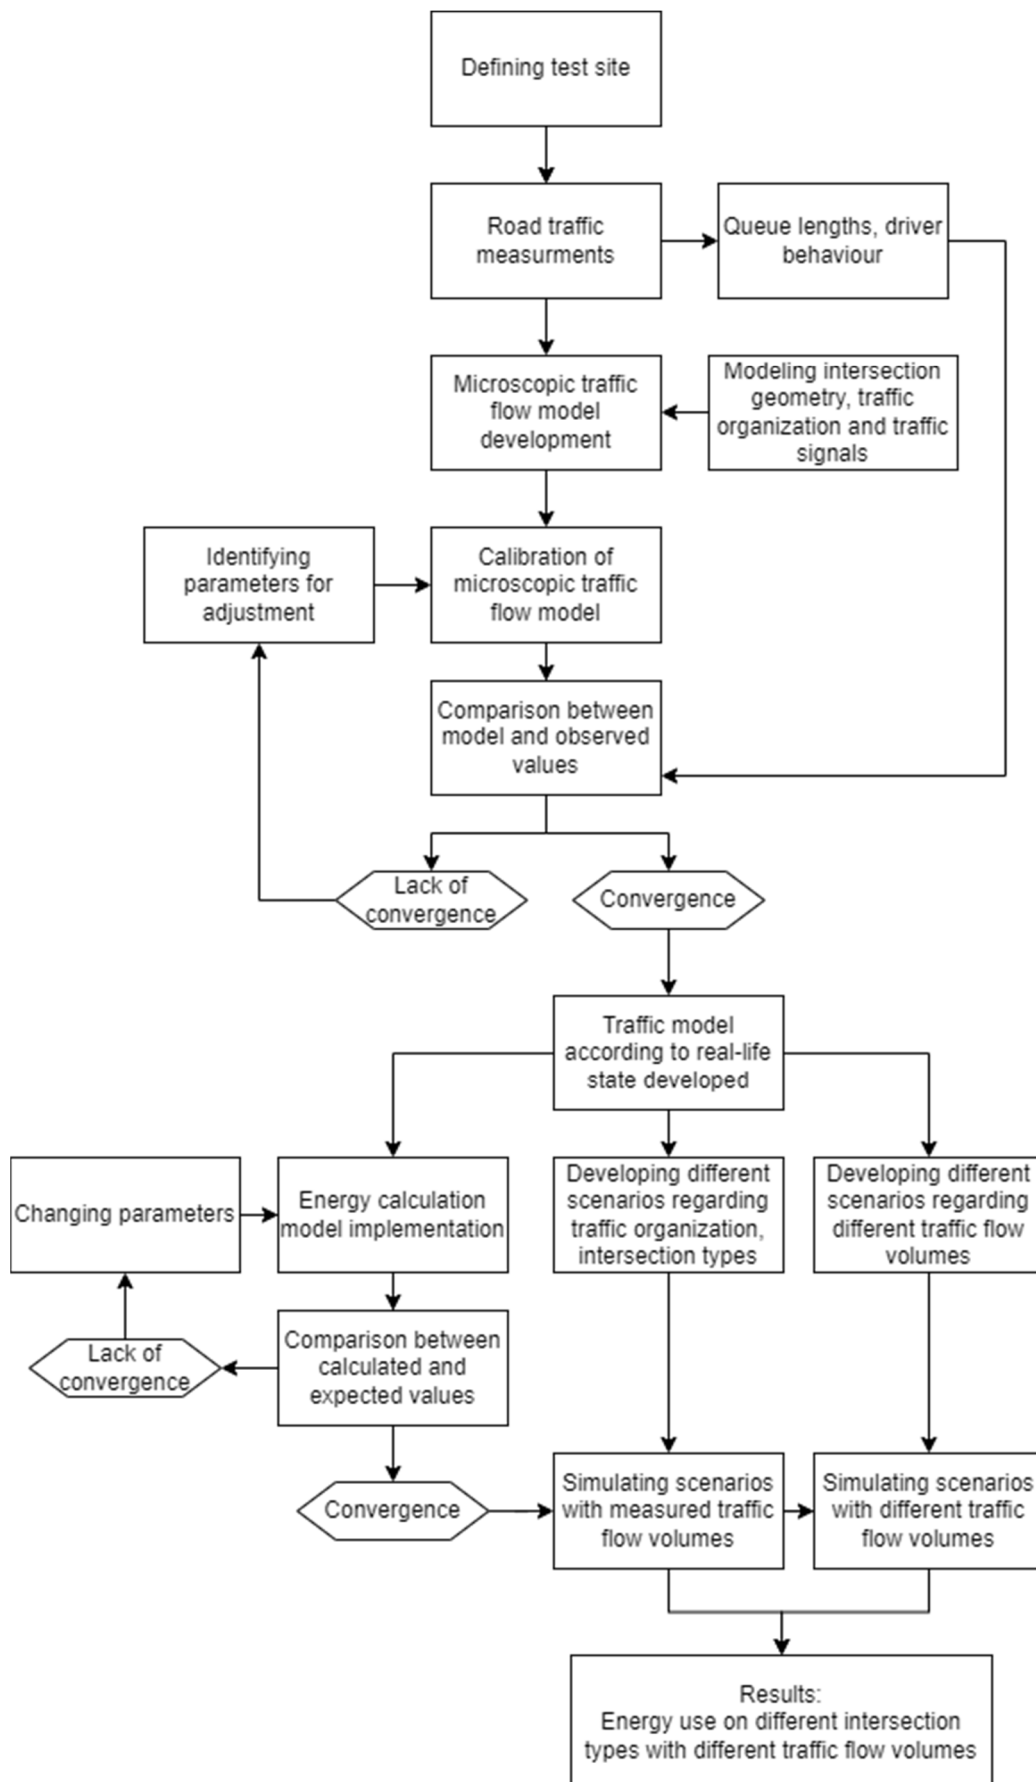 Defining test site
Road traffic
measurments
Queue lengths, driver
behaviour
Microscopic traffic
flow model
development
Modeling intersection
geometry, traffic
organization and traffic
signals
Identifying
parameters for
adjustment
Calibration of
microscopic traffic
flow model
Comparison between
model and observed
values
Lack of
convergence
Convergence
Traffic model
according to real-life
state developed
Changing parameters
Energy calculation
model implementation
Developing different
scenarios regarding
traffic organization,
intersection types
Developing different
scenarios regarding
different traffic flow
volumes
Lack of
convergence
Comparison between
calculated and
expected values
Convergence
Simulating scenarios
with measured traffic
flow volumes
Simulating scenarios
with different traffic
flow volumes
Results:
Energy use on different intersection
types with different traffic flow volumes